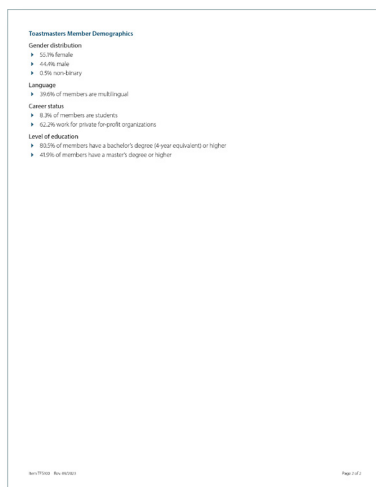 Toastmasters Member Demographics
Gender distribution
55.1% female
44.4% male
0.5% non-binary
Language
39.6% of members are multilingual
Career status
8.3% of members are students
62.2% work for private for-profit organizations
Level of education
80.5% of members have a bachelor's degree (4-year equivalent) or higher
41.9% of members have a master's degree or higher
Rev.
Page 2 of 2